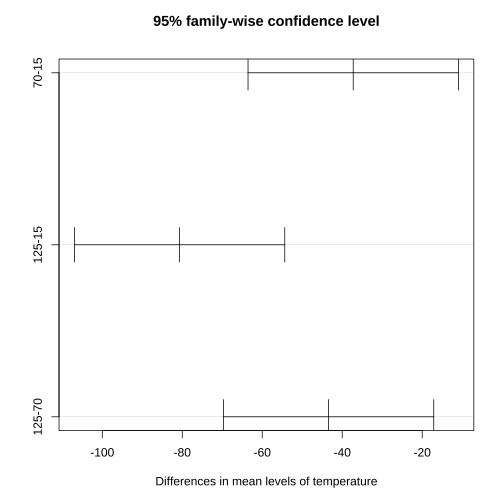 95% family-wise confidence level
70-15
125-15
125-70
-100 -80 -60 -40 -20
Differences in mean levels of temperature